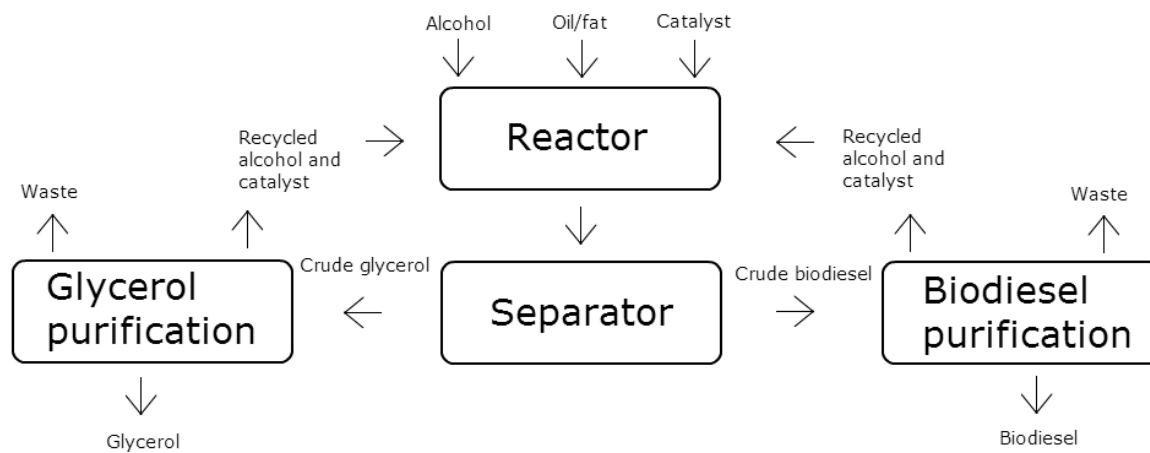 Alcohol
Oil/fat
Catalyst
Reactor
Recycled
alcohol and
catalyst
Recycled
alcohol and
catalyst
Waste
Waste
Crude glycerol
Crude biodiesel
Glycerol
purification
Separator
Biodiesel
purification
Glycerol
Biodiesel